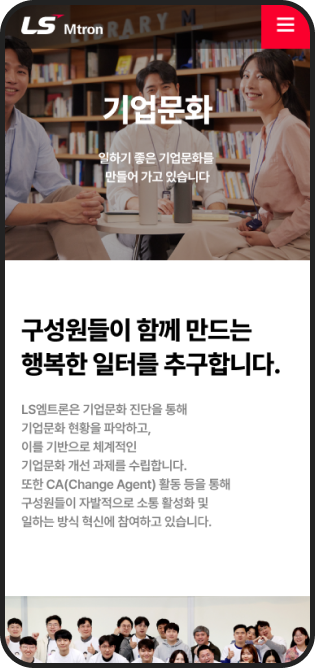 LS Mtron
LIBRARY M
기업문화
일하기 좋은 기업문화를
만들어 가고 있습니다
구성원들이 함께 만드는
행복한 일터를 추구합니다.
LS엠트론은 기업문화 진단을 통해
기업문화 현황을 파악하고,
이를 기반으로 체계적인
기업문화 개선 과제를 수립합니다.
또한 CA(Change Agent) 활동 등을 통해
구성원들이 자발적으로 소통 활성화 및
일하는 방식 혁신에 참여하고 있습니다.